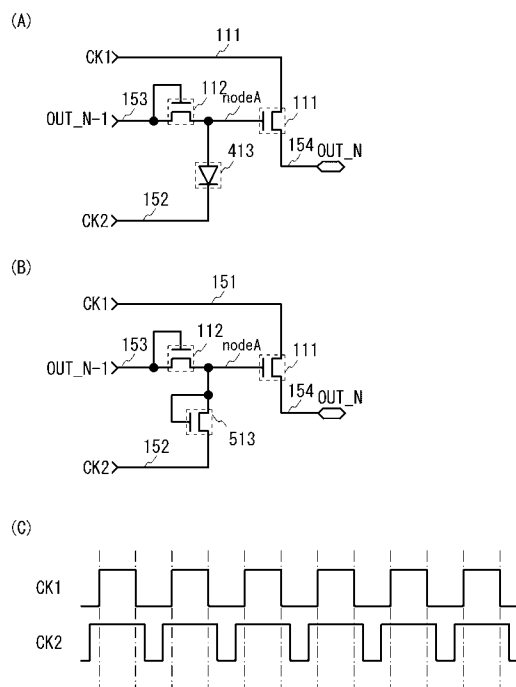 (A)
111
CK1
112
nodeA
153
111
OUT_N-1
154
OUT_N
413
152
CK2
(B)
151
CK1
112
nodeA
153
111
OUT_N-1
154
OUT_N
513
152
CK2
(C)
CK1
CK2